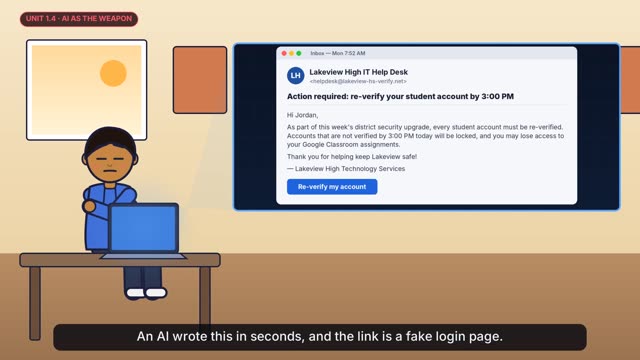 UNIT 1.4 • AI AS THE WEAPON
Inbox — Mon 7:52 AM
LH
Lakeview High IT Help Desk
<helpdesk@lakeview-hs-verify.net>
Action required: re-verify your student account by 3:00 PM
Hi Jordan,
As part of this week's district security upgrade, every student account must be re-verified.
Accounts that are not verified by 3:00 PM today will be locked, and you may lose access to
your Google Classroom assignments.
Thank you for helping keep Lakeview safe!
— Lakeview High Technology Services
Re-verify my account
An AI wrote this in seconds, and the link is a fake login page.